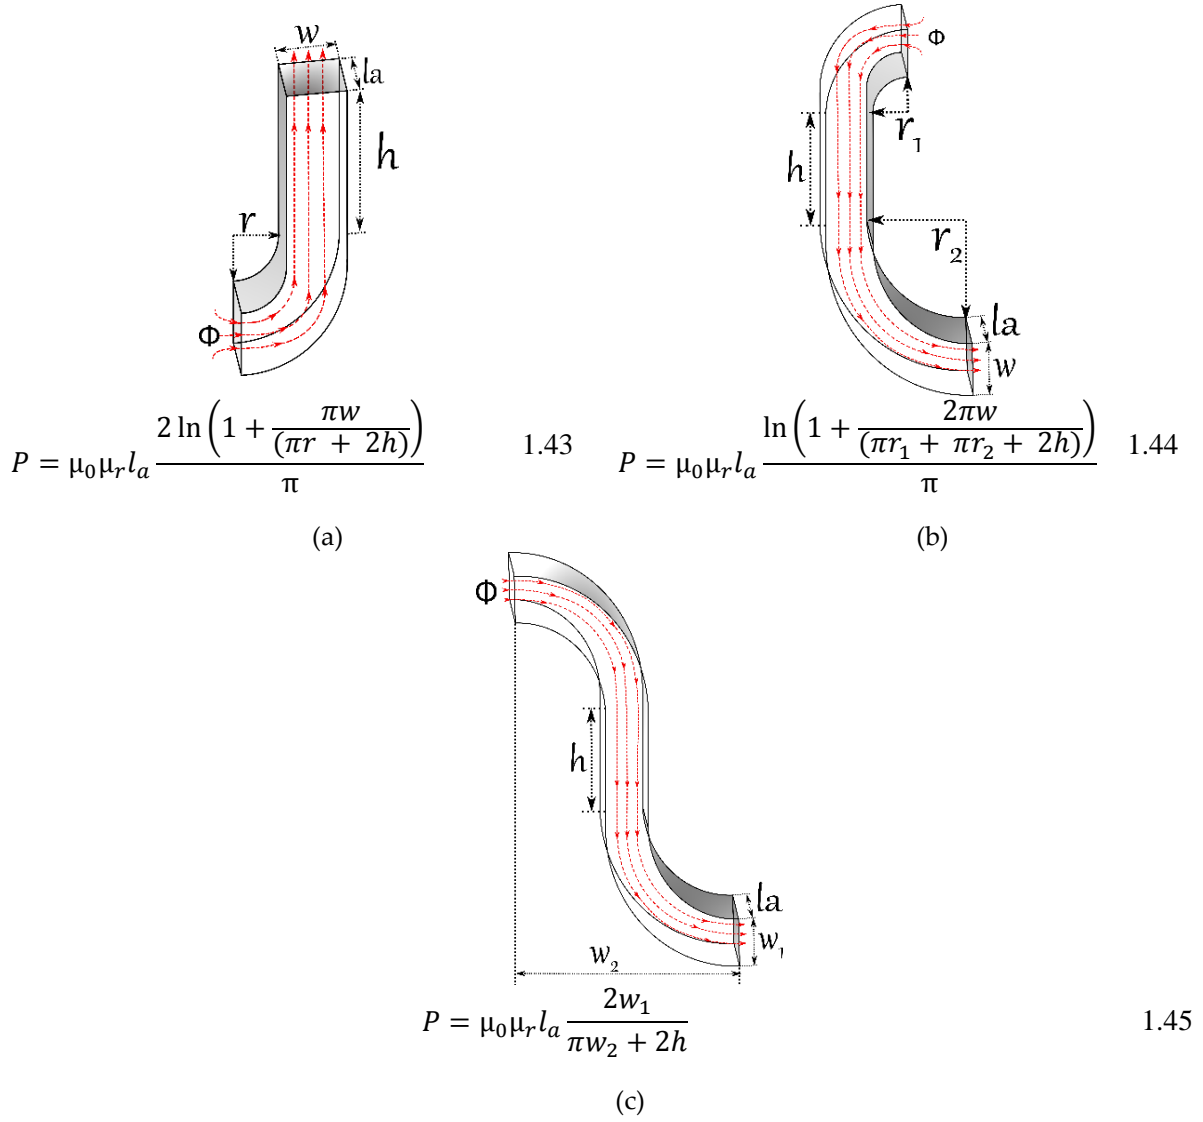 w
la
h
r
Φ
P = μ₀μᵣlₐ 2 ln(1 + πw/(πr + 2h))/π 1.43
(a)
Φ
r₁
h
r₂
la
w
P = μ₀μᵣlₐ ln(1 + 2πw/(πr₁ + πr₂ + 2h))/π 1.44
(b)
Φ
h
la
w₁
w₂
P = μ₀μᵣlₐ 2w₁/(πw₂ + 2h) 1.45
(c)